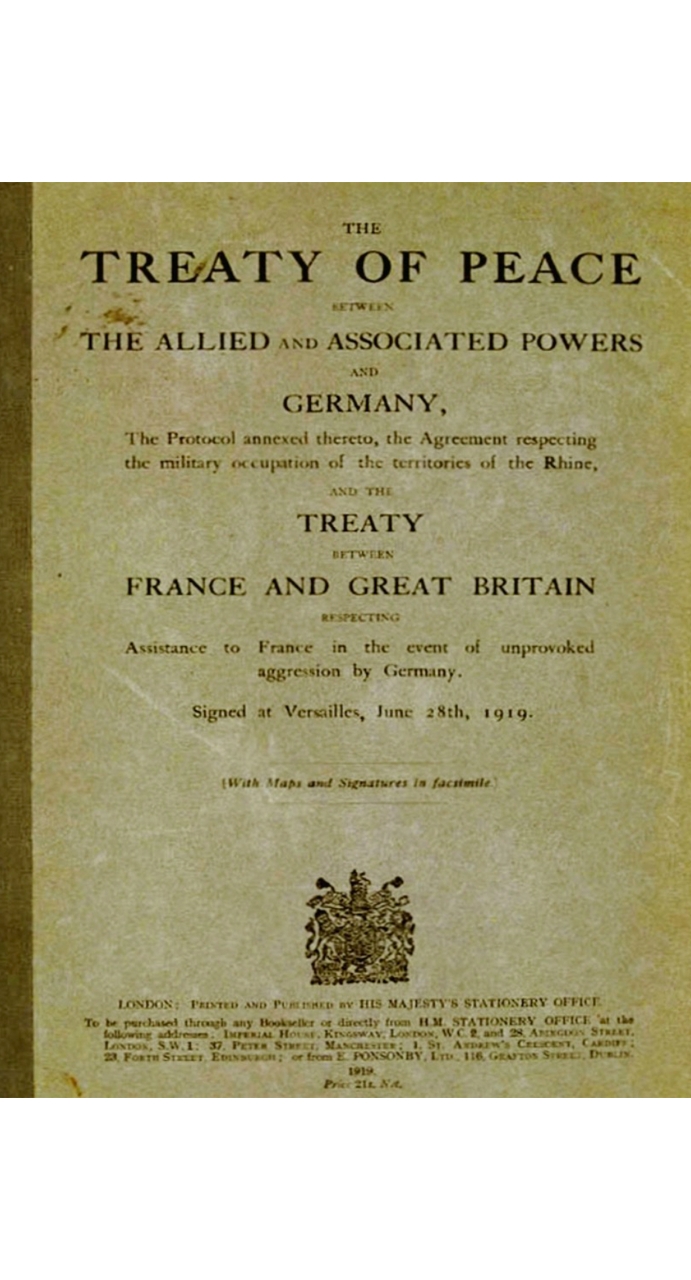 THE
TREATY OF PEACE
BETWEEN
THE ALLIED AND ASSOCIATED POWERS
AND
GERMANY,
The Protocol annexed thereto, the Agreement respecting
the military occupation of the territories of the Rhine,
AND THE
TREATY
BETWEEN
FRANCE AND GREAT BRITAIN
RESPECTING
Assistance to France in the event of unprovoked
aggression by Germany.
Signed at Versailles, June 28th, 1919.
(With Maps and Signatures in facsimile)
LONDON: PRINTED AND PUBLISHED BY HIS MAJESTY'S STATIONERY OFFICE
To be purchased through any Bookseller or directly from H.M. STATIONERY OFFICE at the
following addresses: IMPERIAL HOUSE, KINGSWAY, LONDON, W.C. 2, and 28, ABINGDON STREET,
LONDON, S.W. 1; 37, PETER STREET, MANCHESTER; 1, ST. ANDREW'S CRESCENT, CARDIFF;
23, FORTH STREET, EDINBURGH; or from E. PONSONBY, LTD., 116, GRAFTON STREET, DUBLIN.
1919.
Price 21s. Net.